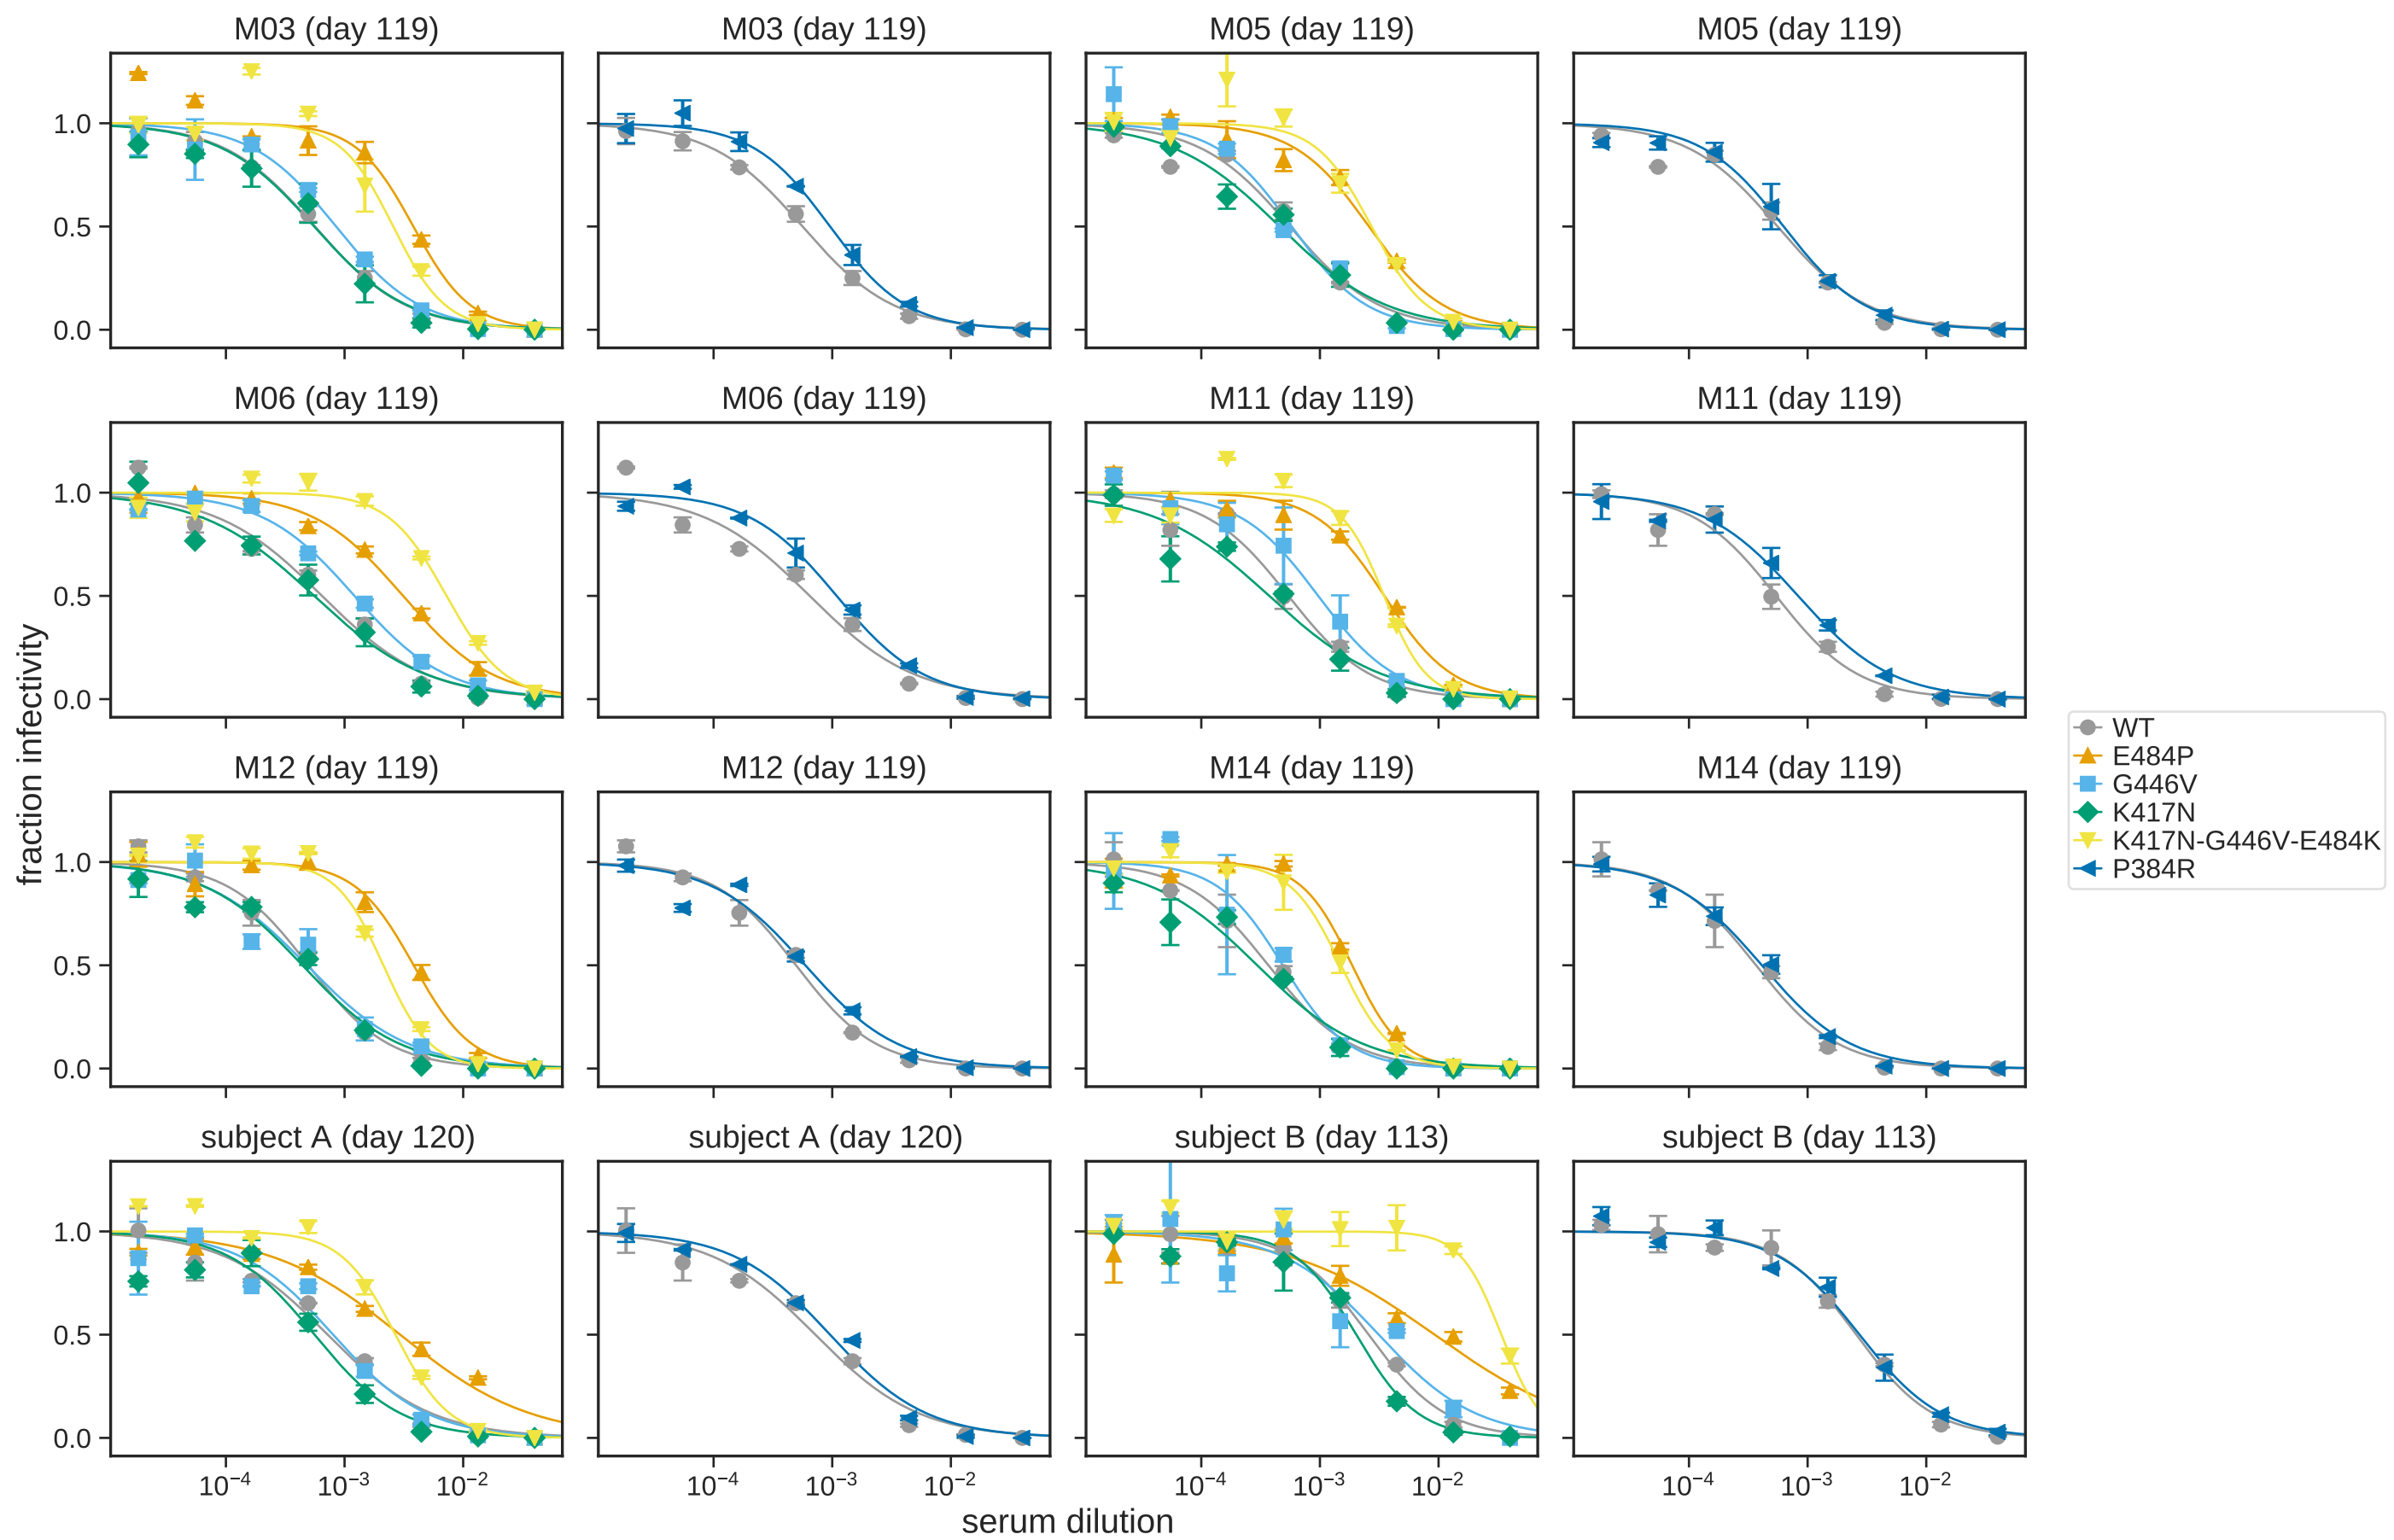 M03 (day 119)
M03 (day 119)
M05 (day 119)
M05 (day 119)
1.0
0.5
0.0
M06 (day 119)
M06 (day 119)
M11 (day 119)
M11 (day 119)
1.0
0.5
0.0
M12 (day 119)
M12 (day 119)
M14 (day 119)
M14 (day 119)
1.0
0.5
0.0
subject A (day 120)
subject A (day 120)
subject B (day 113)
subject B (day 113)
1.0
0.5
0.0
10⁻⁴ 10⁻³ 10⁻²
10⁻⁴ 10⁻³ 10⁻²
10⁻⁴ 10⁻³ 10⁻²
10⁻⁴ 10⁻³ 10⁻²
fraction infectivity
serum dilution
WT
E484P
G446V
K417N
K417N-G446V-E484K
P384R